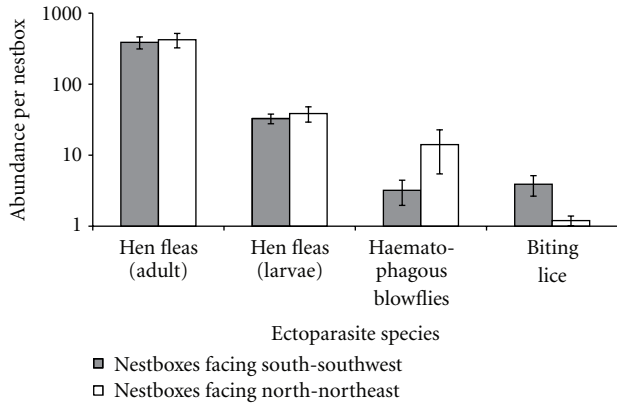 Abundance per nestbox
1000
100
10
1
Hen fleas
(adult)
Hen fleas
(larvae)
Haemato-
phagous
blowflies
Biting
lice
Ectoparasite species
Nestboxes facing south-southwest
Nestboxes facing north-northeast